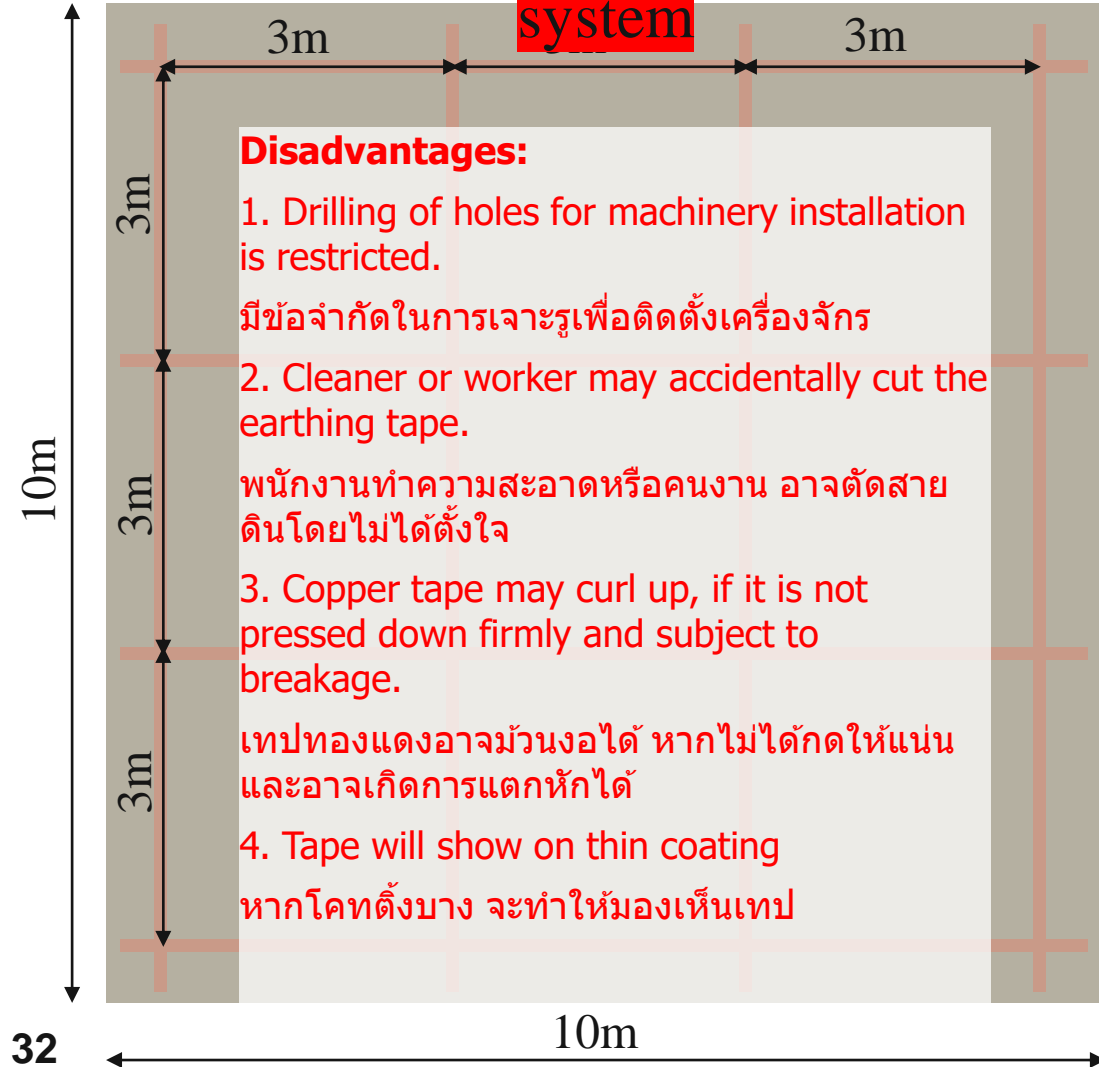 system
3m
3m
Disadvantages:
1. Drilling of holes for machinery installation
is restricted.
มีข้อจำกัดในการเจาะรูเพื่อติดตั้งเครื่องจักร
2. Cleaner or worker may accidentally cut the
earthing tape.
พนักงานทำความสะอาดหรือคนงาน อาจตัดสาย
ดินโดยไม่ได้ตั้งใจ
3. Copper tape may curl up, if it is not
pressed down firmly and subject to
breakage.
เทปทองแดงอาจม้วนงอได้ หากไม่ได้กดให้แน่น
และอาจเกิดการแตกหักได้
4. Tape will show on thin coating
หากโคทติ้งบาง จะทำให้มองเห็นเทป
3m
3m
3m
10m
10m
32